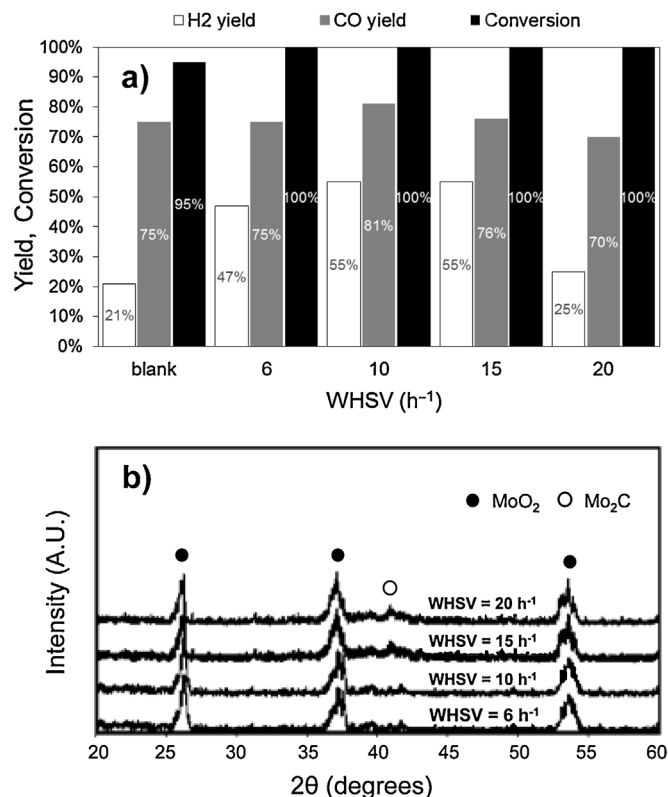 H2 yield CO yield Conversion
a)
100%
90%
80%
70%
60%
50%
40%
30%
20%
10%
0%
Yield, Conversion
21% 75% 95%
47% 75% 100%
55% 81% 100%
55% 76% 100%
25% 70% 100%
blank 6 10 15 20
WHSV (h⁻¹)
b)
MoO₂ Mo₂C
Intensity (A.U.)
WHSV = 20 h⁻¹
WHSV = 15 h⁻¹
WHSV = 10 h⁻¹
WHSV = 6 h⁻¹
20 25 30 35 40 45 50 55 60
2θ (degrees)